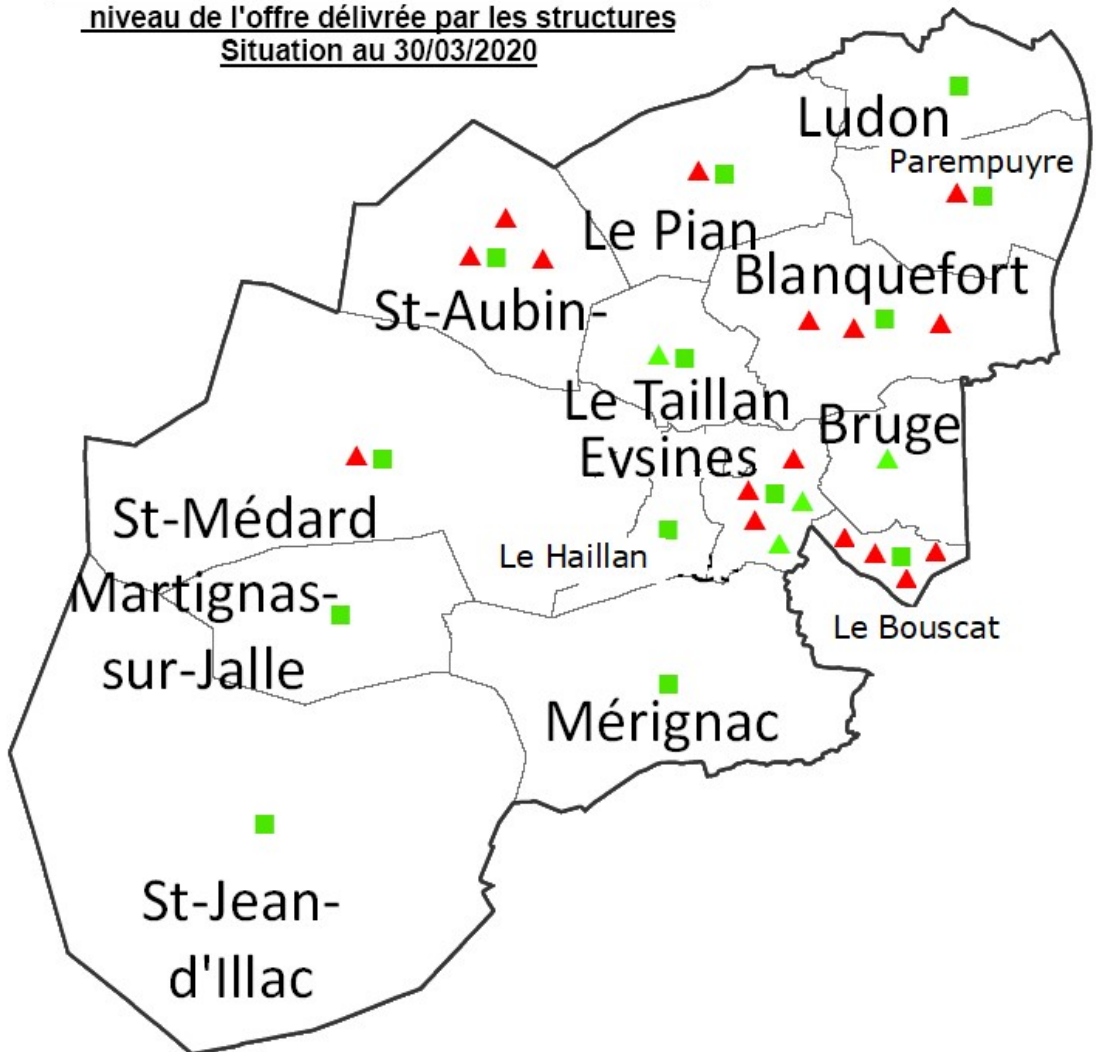 niveau de l'offre délivrée par les structures
Situation au 30/03/2020
Ludon
Parempuyre
Le Pian
Blanquefort
St-Aubin-
Le Taillan
Bruge
Evsines
St-Médard
Le Haillan
Martignas-
sur-Jalle
Le Bouscat
Mérignac
St-Jean-
d'Illac